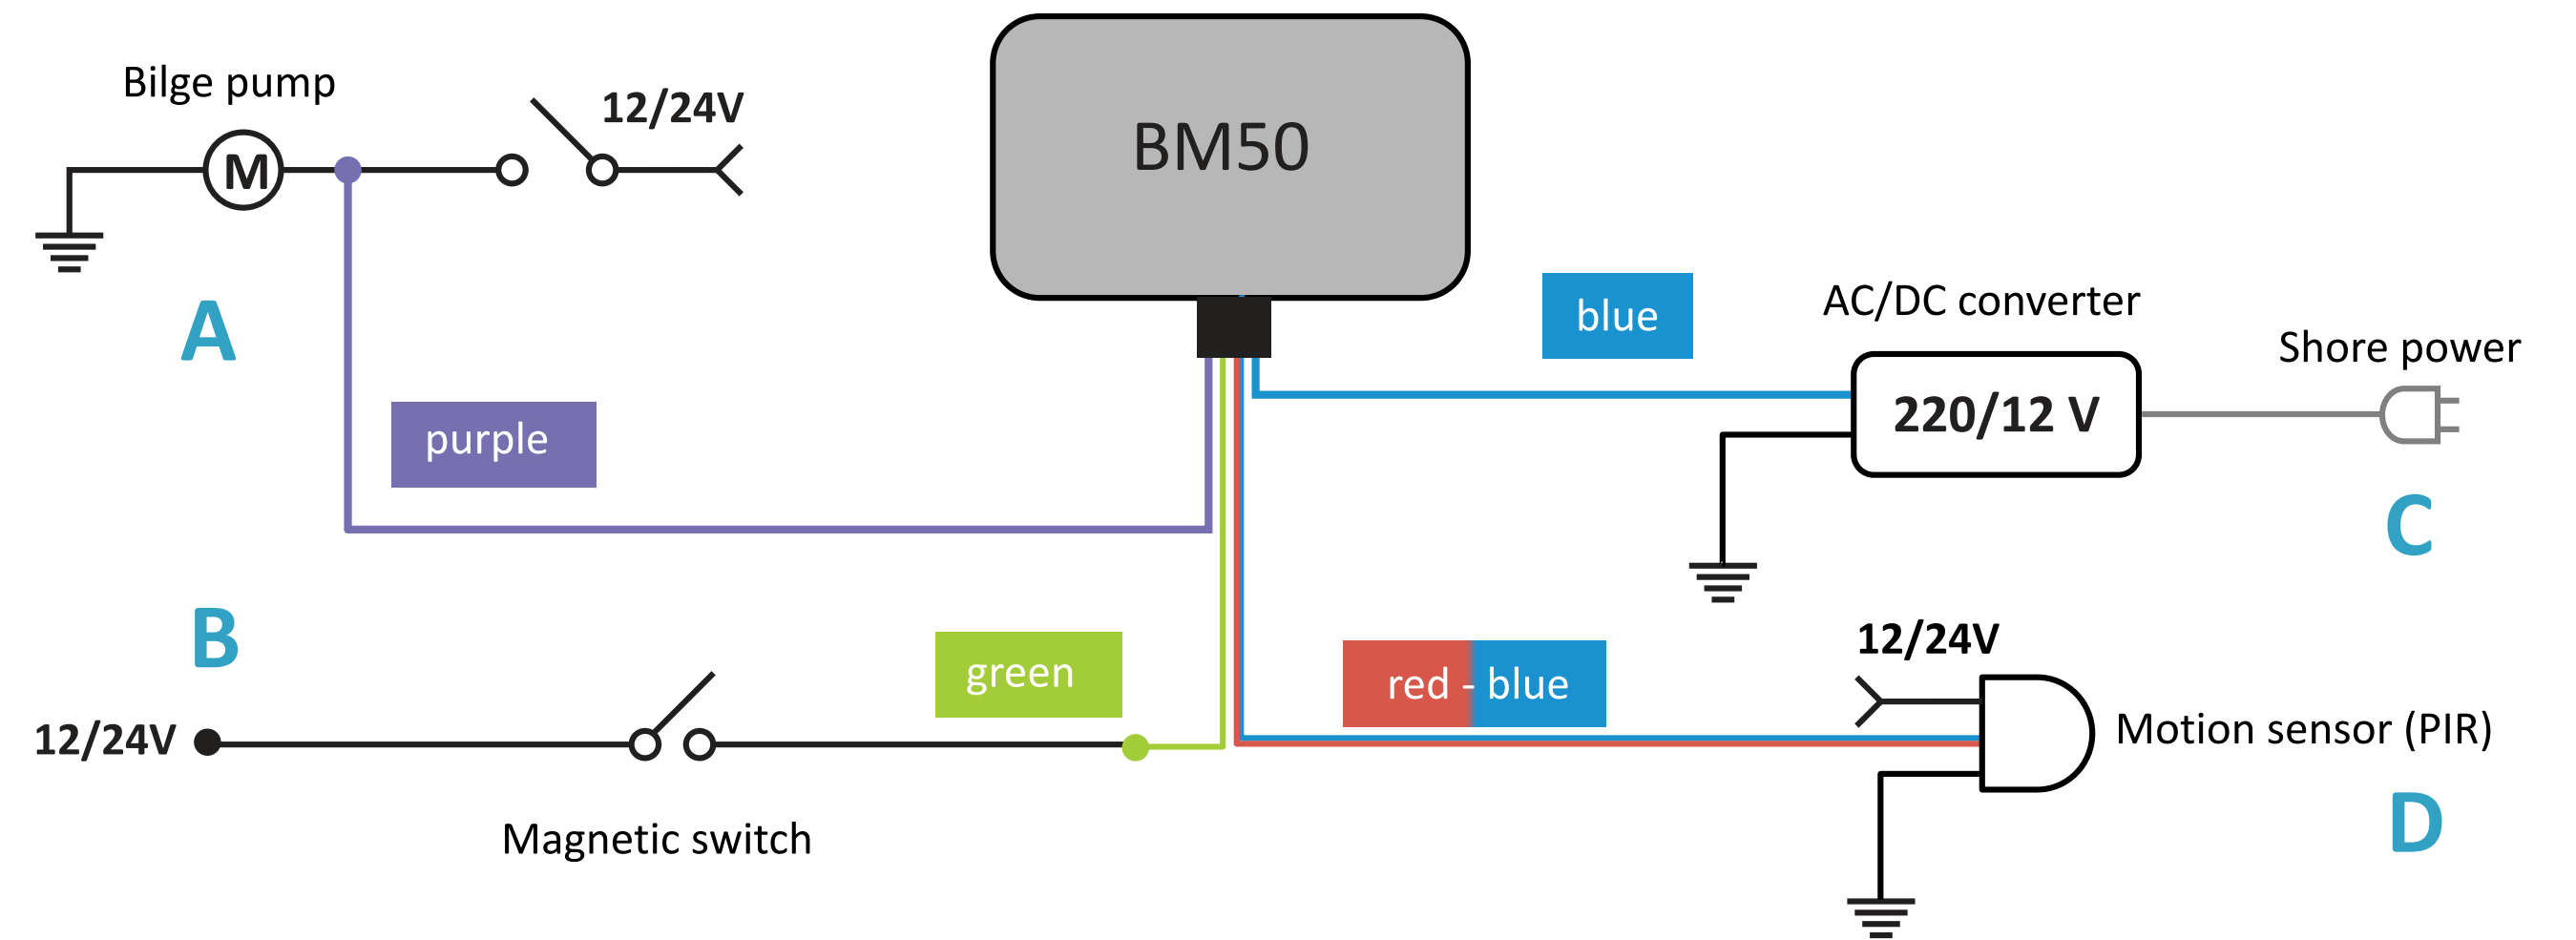 Bilge pump
12/24V
M
A
purple
BM50
blue
AC/DC converter
220/12 V
Shore power
C
B
12/24V
Magnetic switch
green
red - blue
12/24V
Motion sensor (PIR)
D